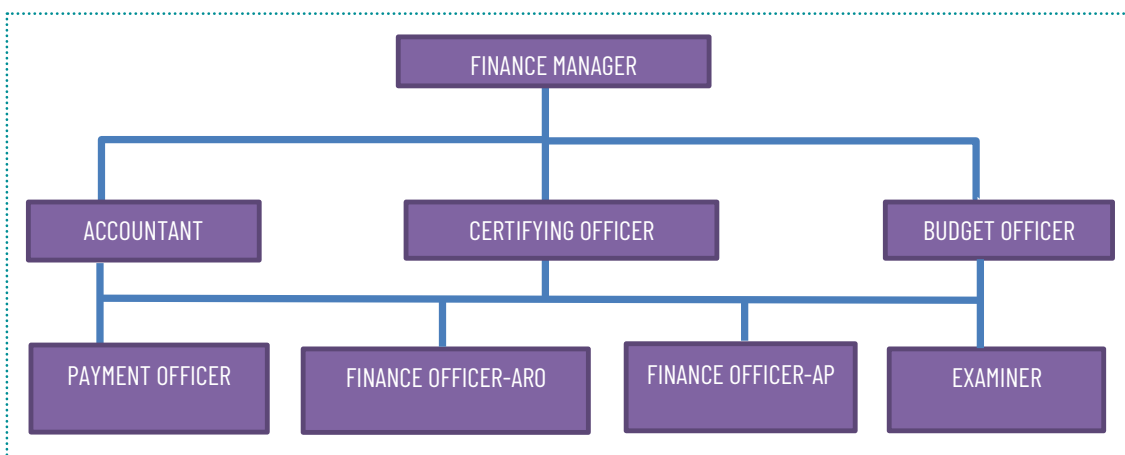 FINANCE MANAGER
ACCOUNTANT
CERTIFYING OFFICER
BUDGET OFFICER
PAYMENT OFFICER
FINANCE OFFICER-ARO
FINANCE OFFICER-AP
EXAMINER